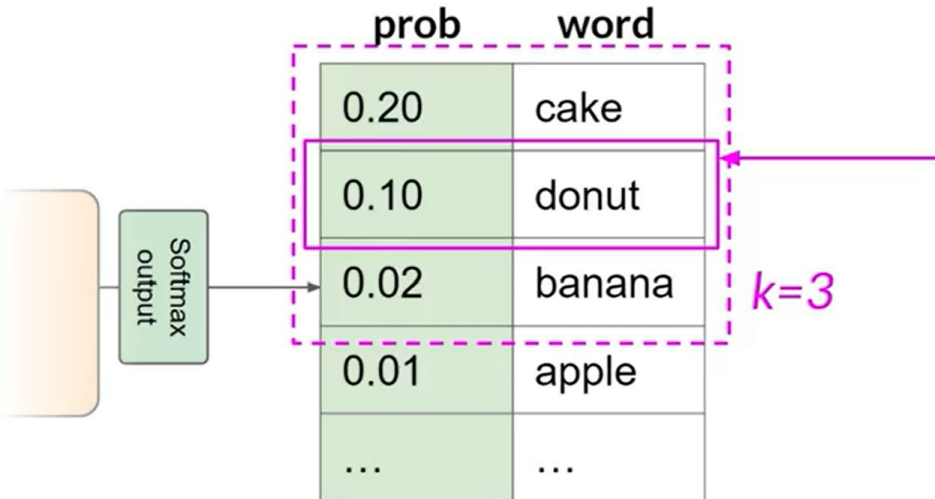 prob word
0.20 cake
0.10 donut
0.02 banana
0.01 apple
... ...
Softmax
output
k=3